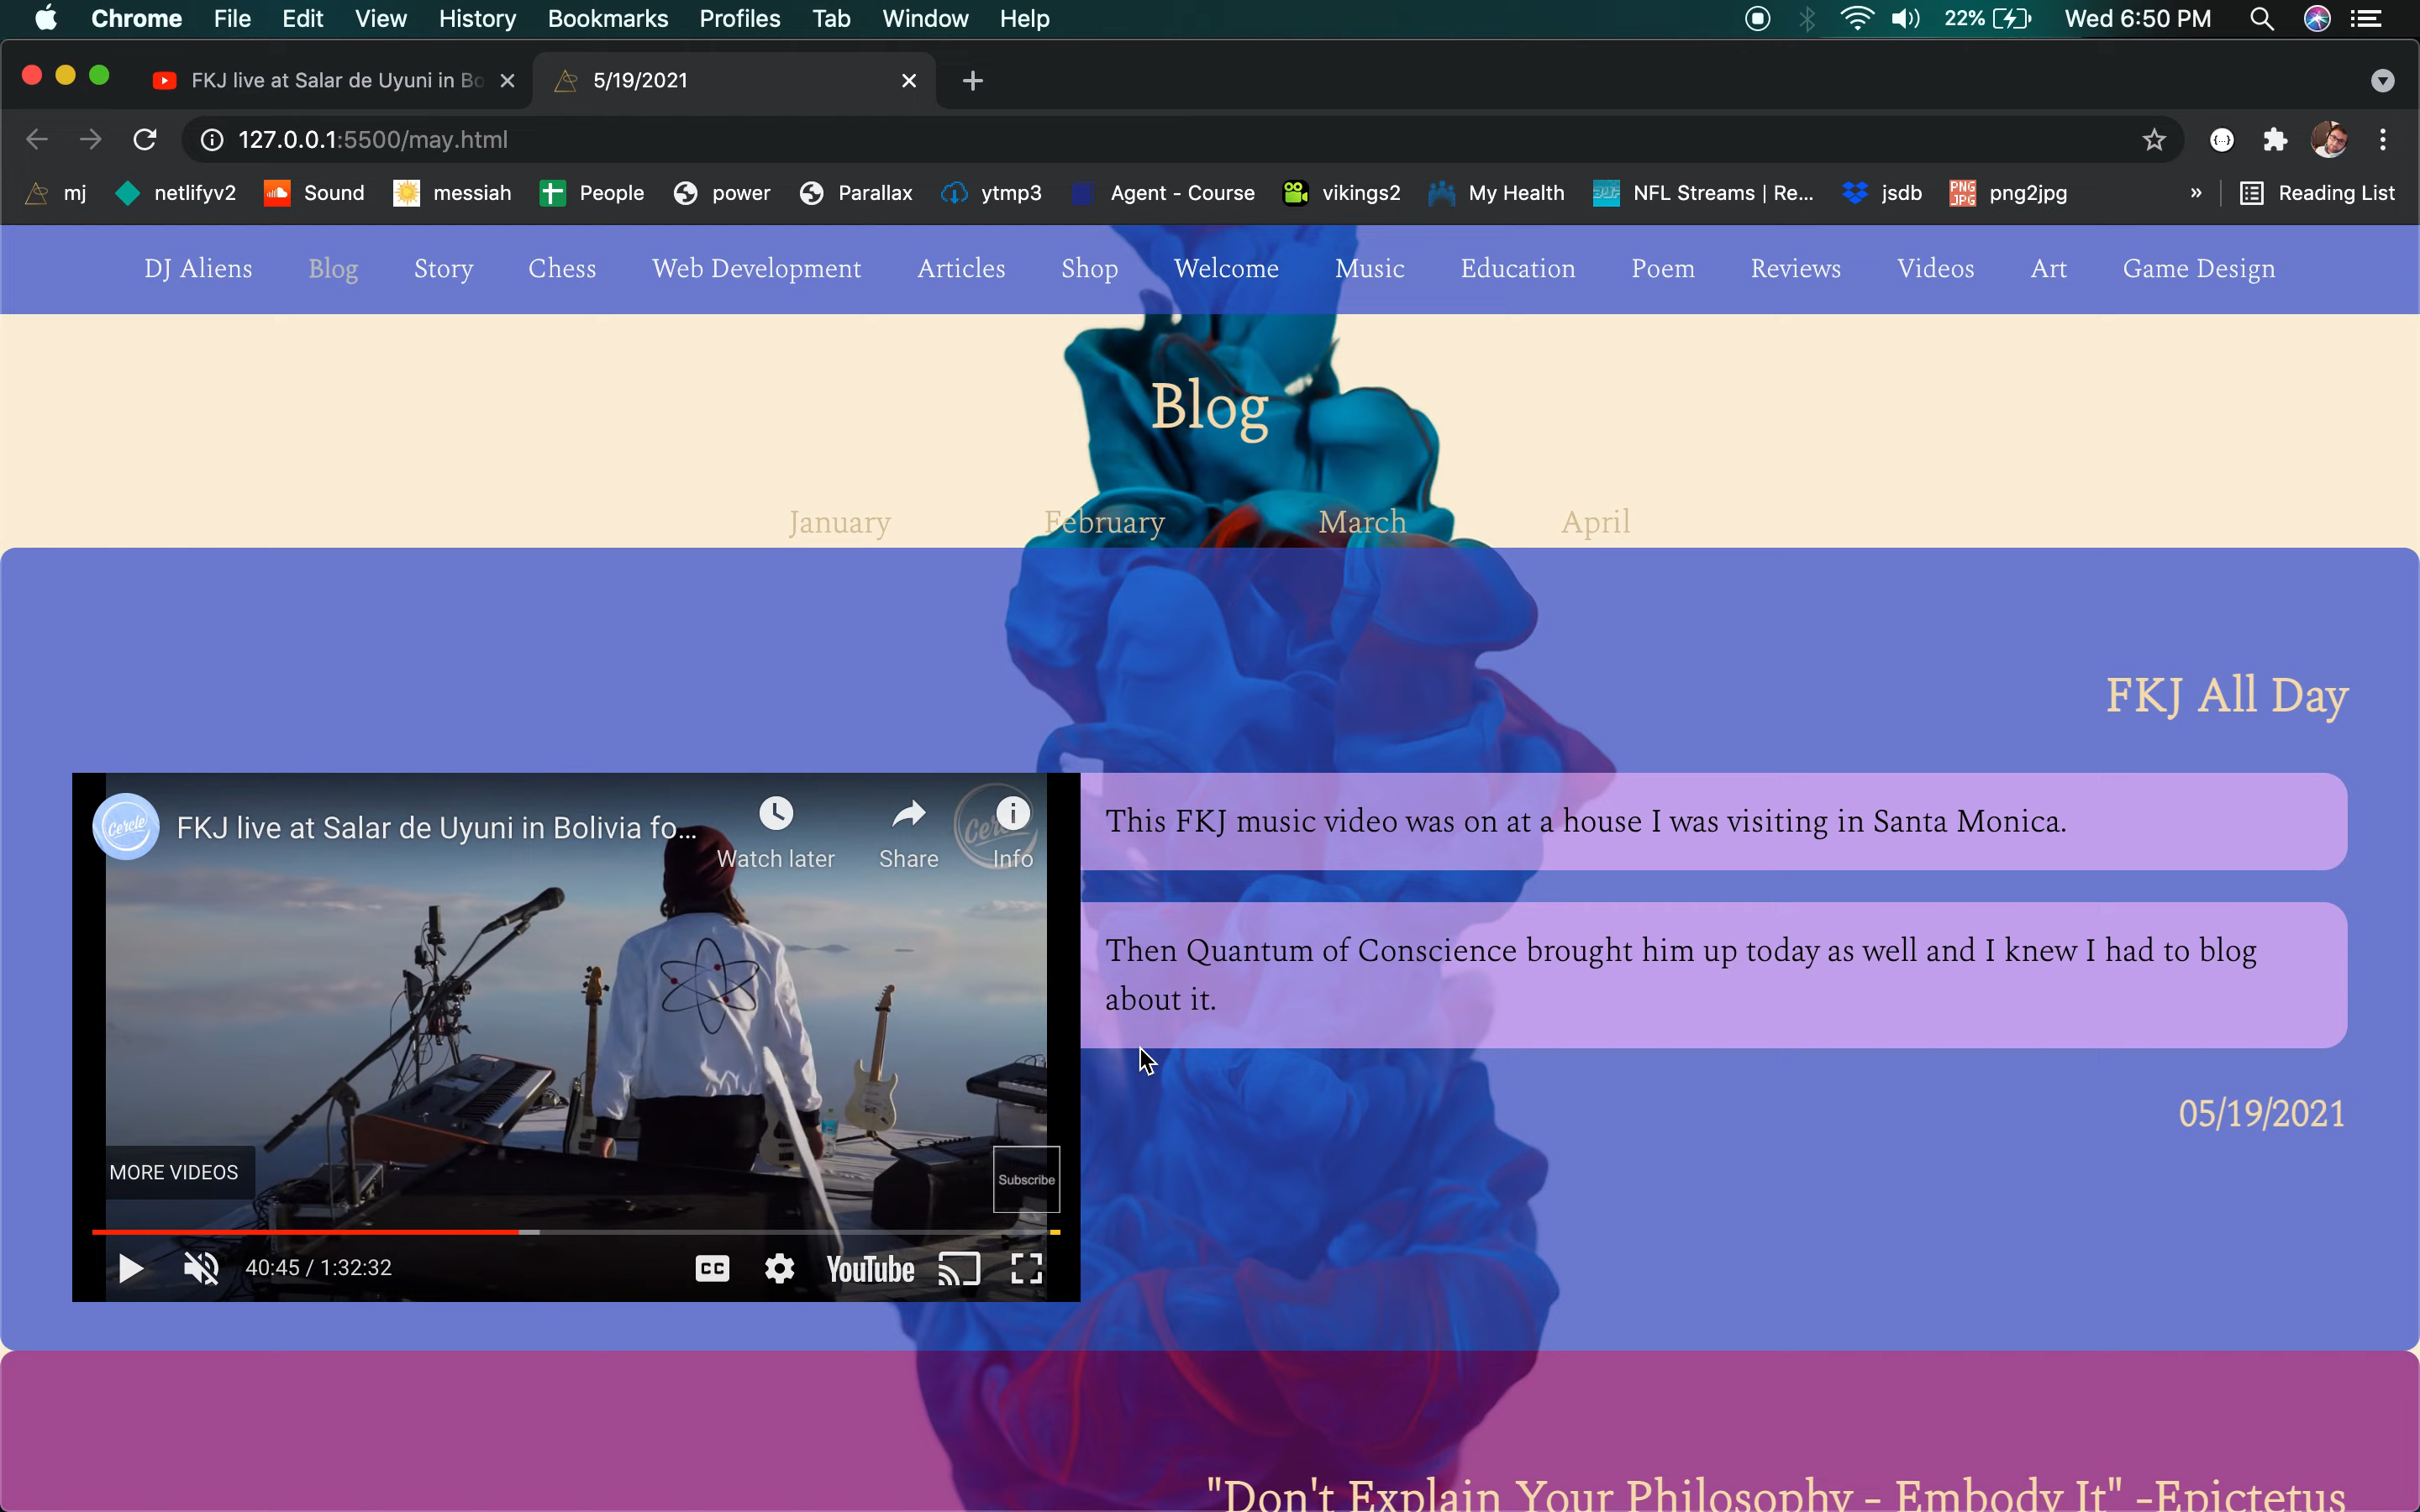 Chrome File Edit View History Bookmarks Profiles Tab Window Help 22% Wed 6:50 PM
FKJ live at Salar de Uyuni in Bo 5/19/2021
127.0.0.1:5500/may.html
mj netlifyv2 Sound messiah People power Parallax ytmp3 Agent - Course vikings2 My Health NFL Streams | Re... jsdb PNG JPG png2jpg » Reading List
DJ Aliens Blog Story Chess Web Development Articles Shop Welcome Music Education Poem Reviews Videos Art Game Design
Blog
January February March April
FKJ All Day
Cercle FKJ live at Salar de Uyuni in Bolivia fo... Watch later Share Info
This FKJ music video was on at a house I was visiting in Santa Monica.
Then Quantum of Conscience brought him up today as well and I knew I had to blog
about it.
05/19/2021
MORE VIDEOS Subscribe
40:45 / 1:32:32 CC YouTube
"Don't Explain Your Philosophy - Embody It" -Epictetus